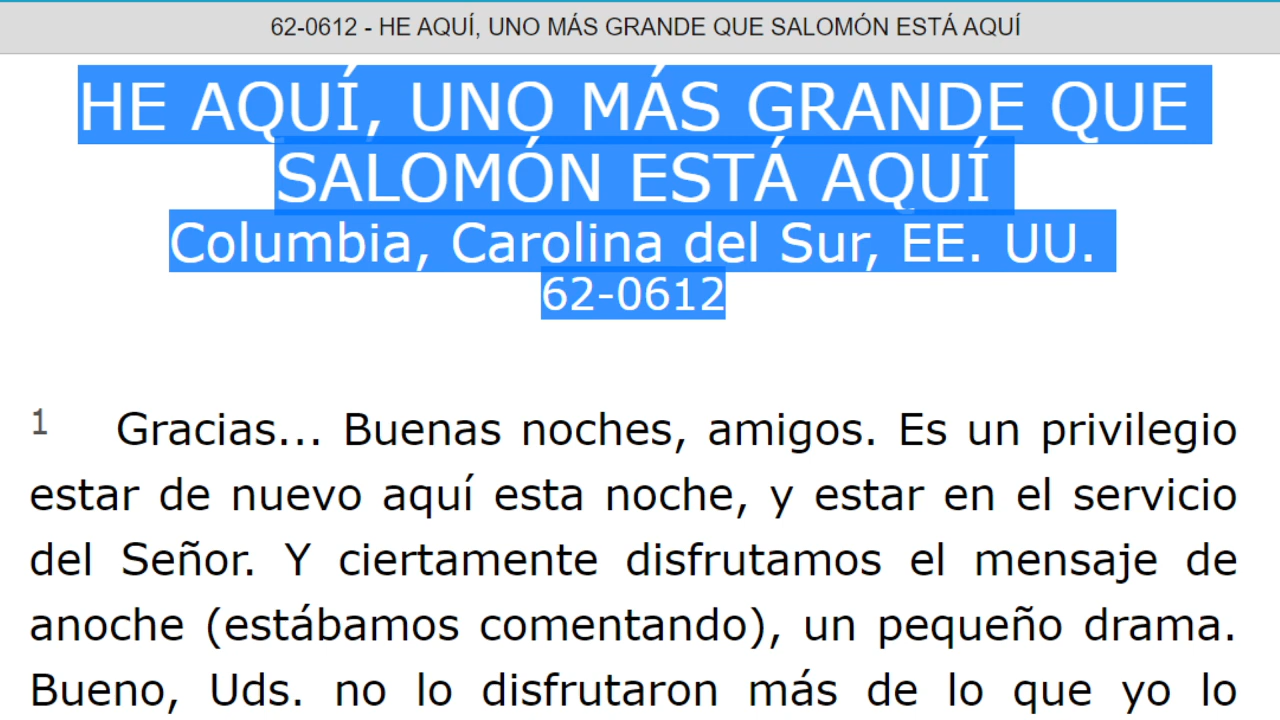 62-0612 - HE AQUÍ, UNO MÁS GRANDE QUE SALOMÓN ESTÁ AQUÍ
HE AQUÍ, UNO MÁS GRANDE QUE
SALOMÓN ESTÁ AQUÍ
Columbia, Carolina del Sur, EE. UU.
62-0612
1 Gracias... Buenas noches, amigos. Es un privilegio
estar de nuevo aquí esta noche, y estar en el servicio
del Señor. Y ciertamente disfrutamos el mensaje de
anoche (estábamos comentando), un pequeño drama.
Bueno, Uds. no lo disfrutaron más de lo que yo lo